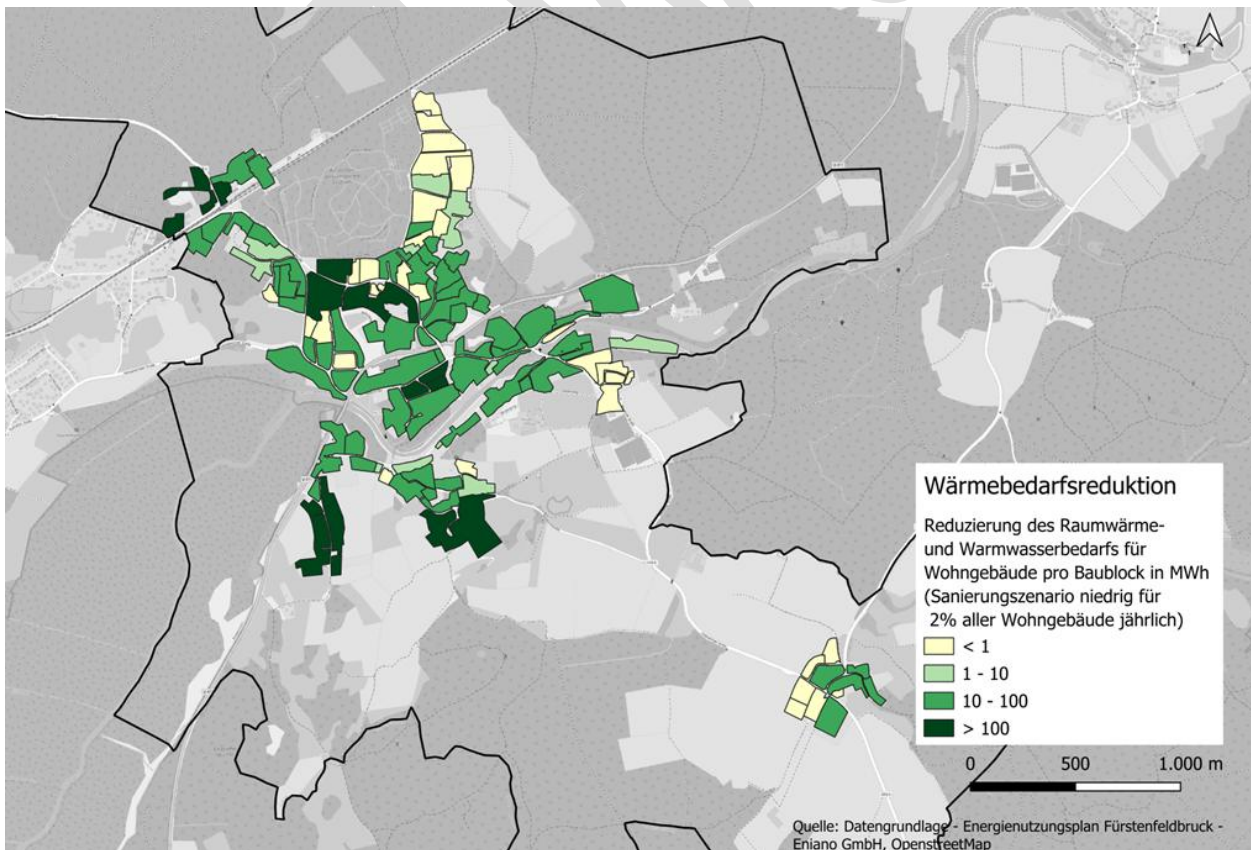 Wärmebedarfsreduktion
Reduzierung des Raumwärme-
und Warmwasserbedarfs für
Wohngebäude pro Baublock in MWh
(Sanierungszenario niedrig für
2% aller Wohngebäude jährlich)
< 1
1 - 10
10 - 100
> 100
0 500 1.000 m
Quelle: Datengrundlage - Energienutzungsplan Fürstenfeldbruck -
Eniano GmbH, OpenstreetMap